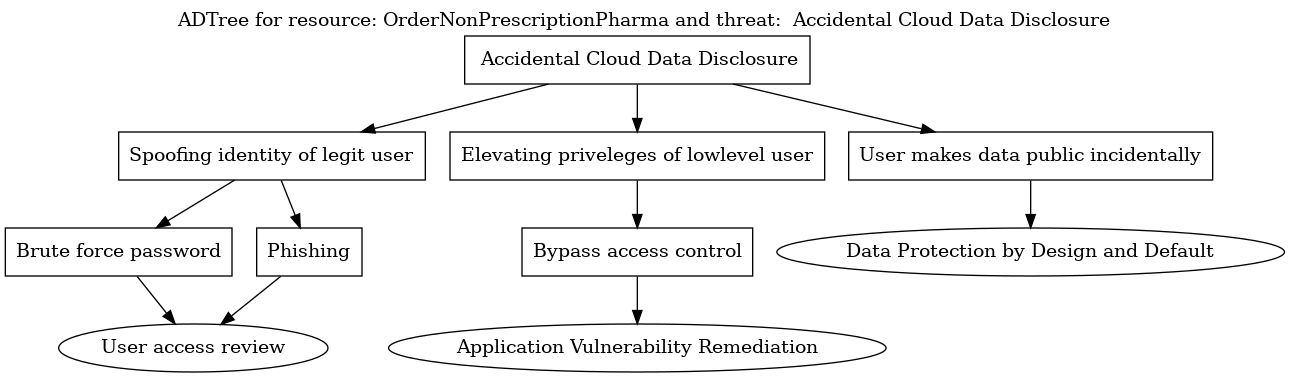 ADTree for resource: OrderNonPrescriptionPharma and threat:  Accidental Cloud Data Disclosure
Accidental Cloud Data Disclosure
Spoofing identity of legit user
Elevating priveleges of lowlevel user
User makes data public incidentally
Brute force password
Phishing
Bypass access control
Data Protection by Design and Default
User access review
Application Vulnerability Remediation